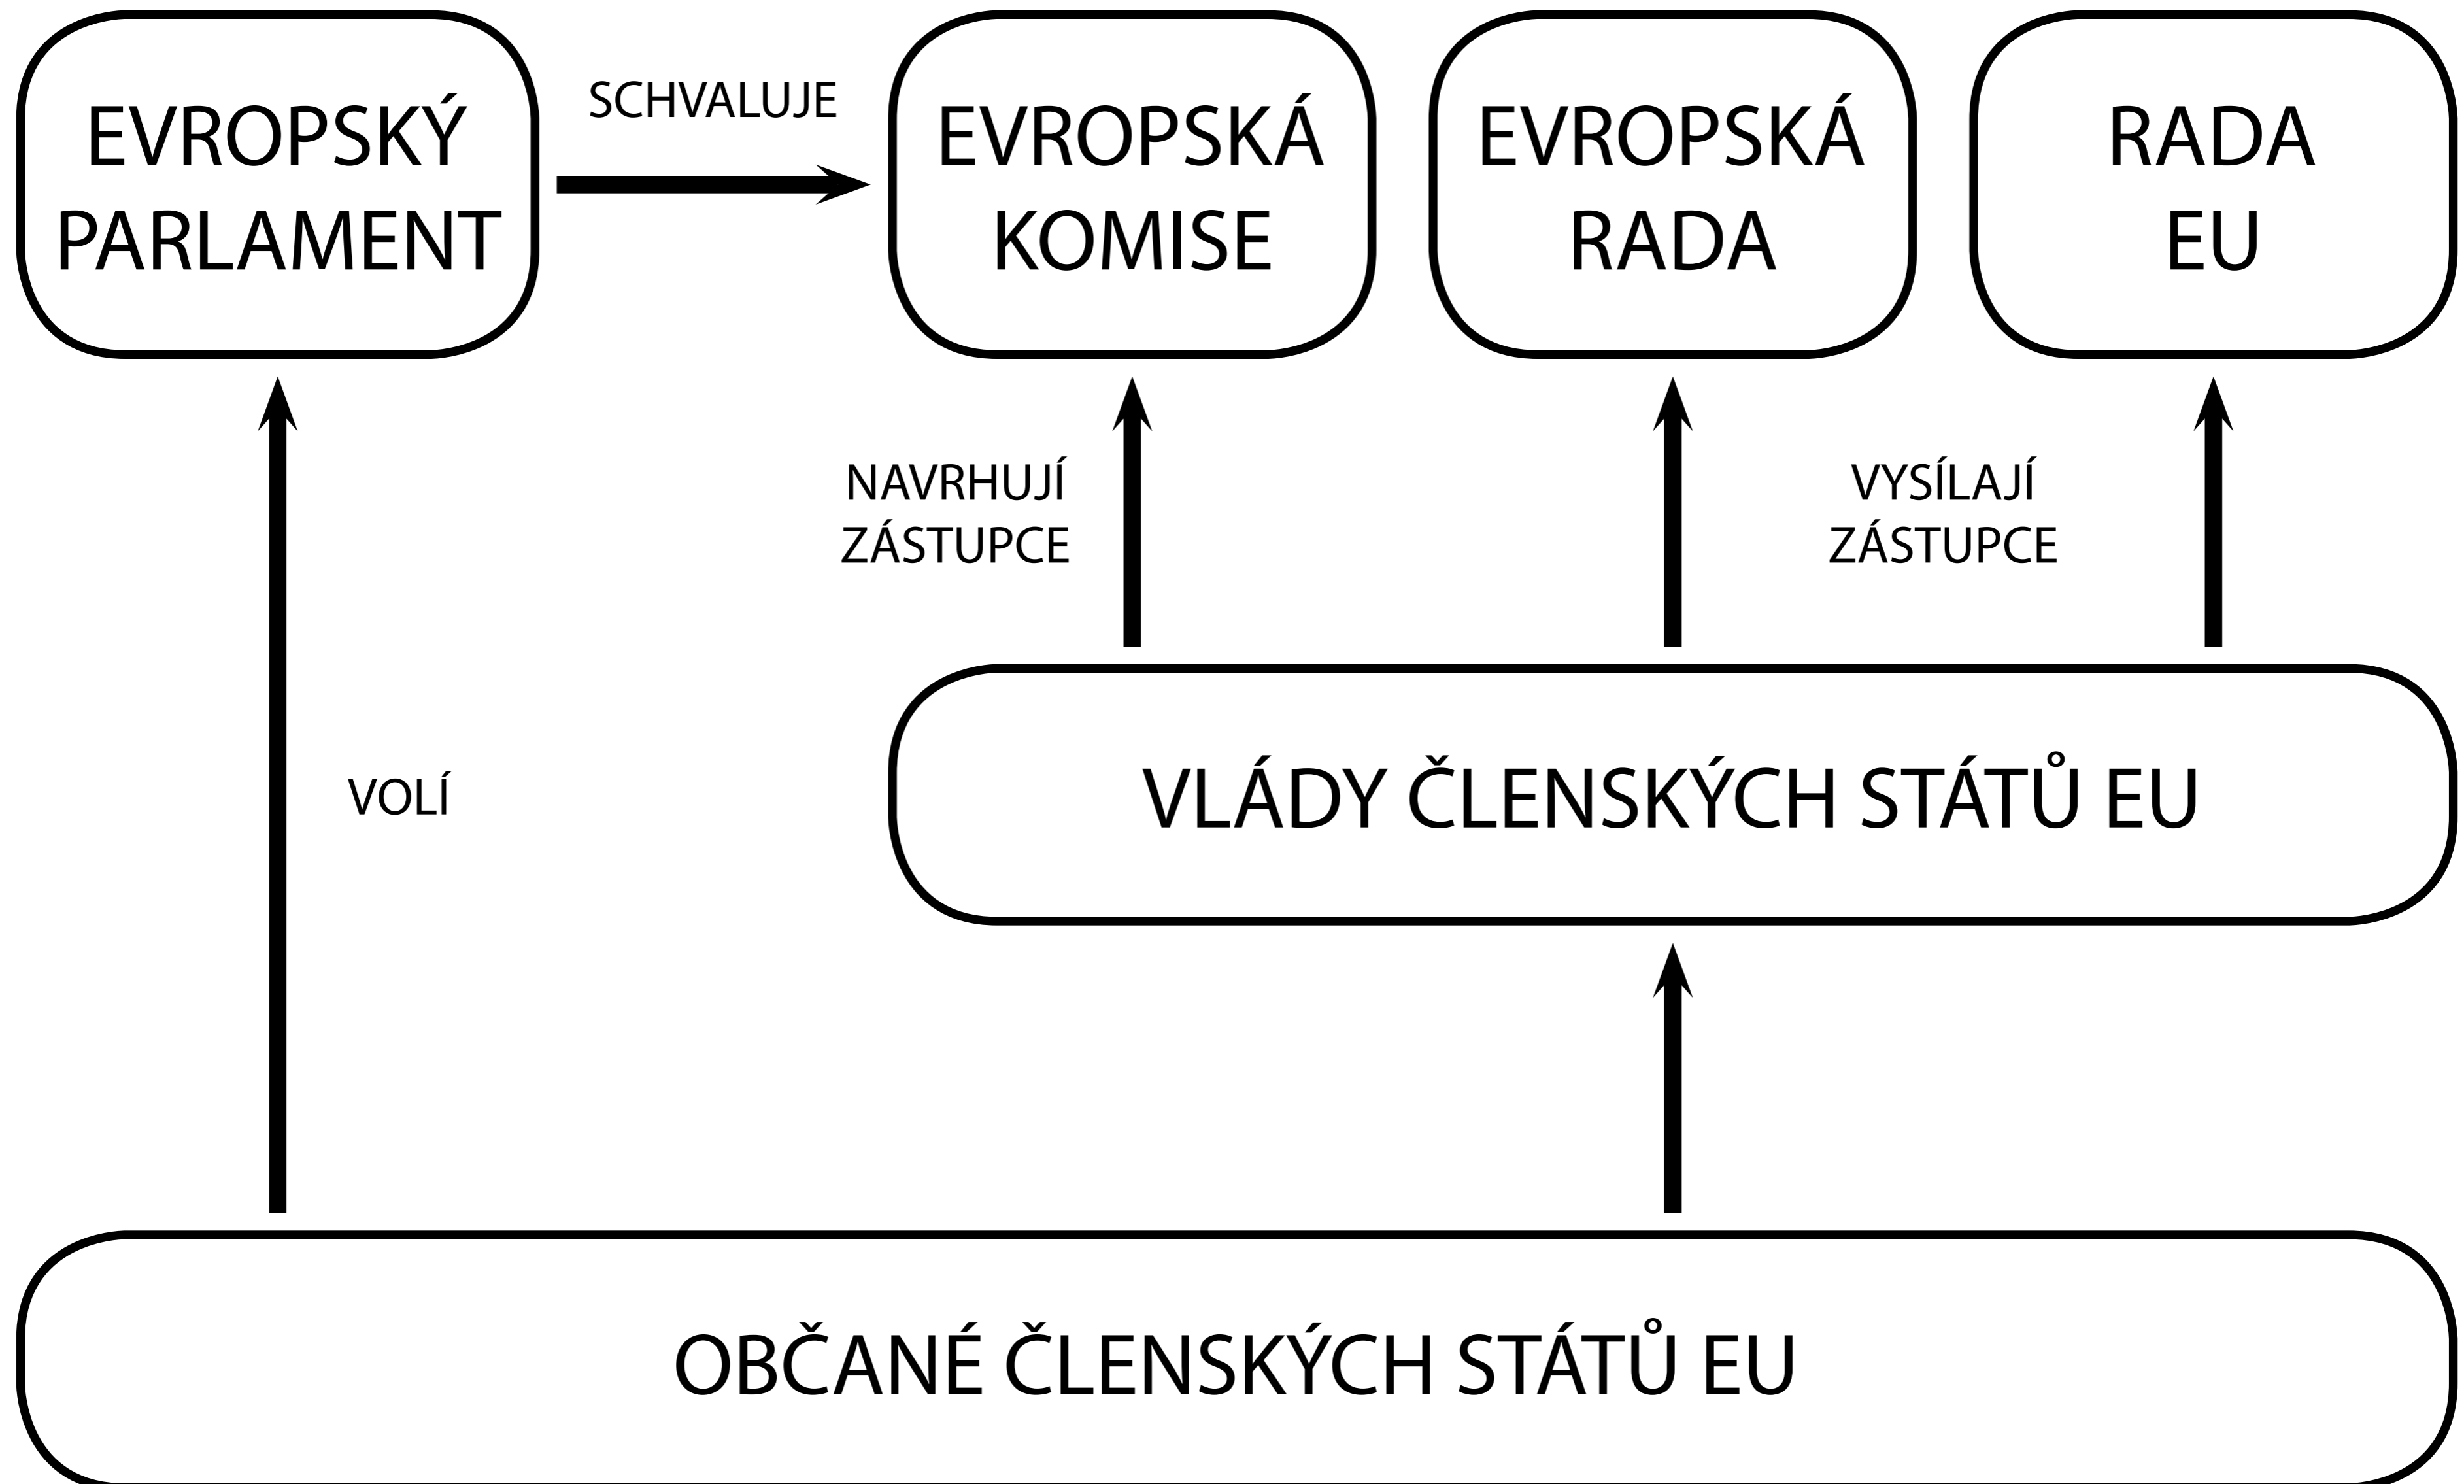 EVROPSKÝ
PARLAMENT
SCHVALUJE
EVROPSKÁ
KOMISE
EVROPSKÁ
RADA
RADA
EU
NAVRHUJÍ
ZÁSTUPCE
VYSÍLAJÍ
ZÁSTUPCE
VOLÍ
VLÁDY ČLENSKÝCH STÁTŮ EU
OBČANÉ ČLENSKÝCH STÁTŮ EU